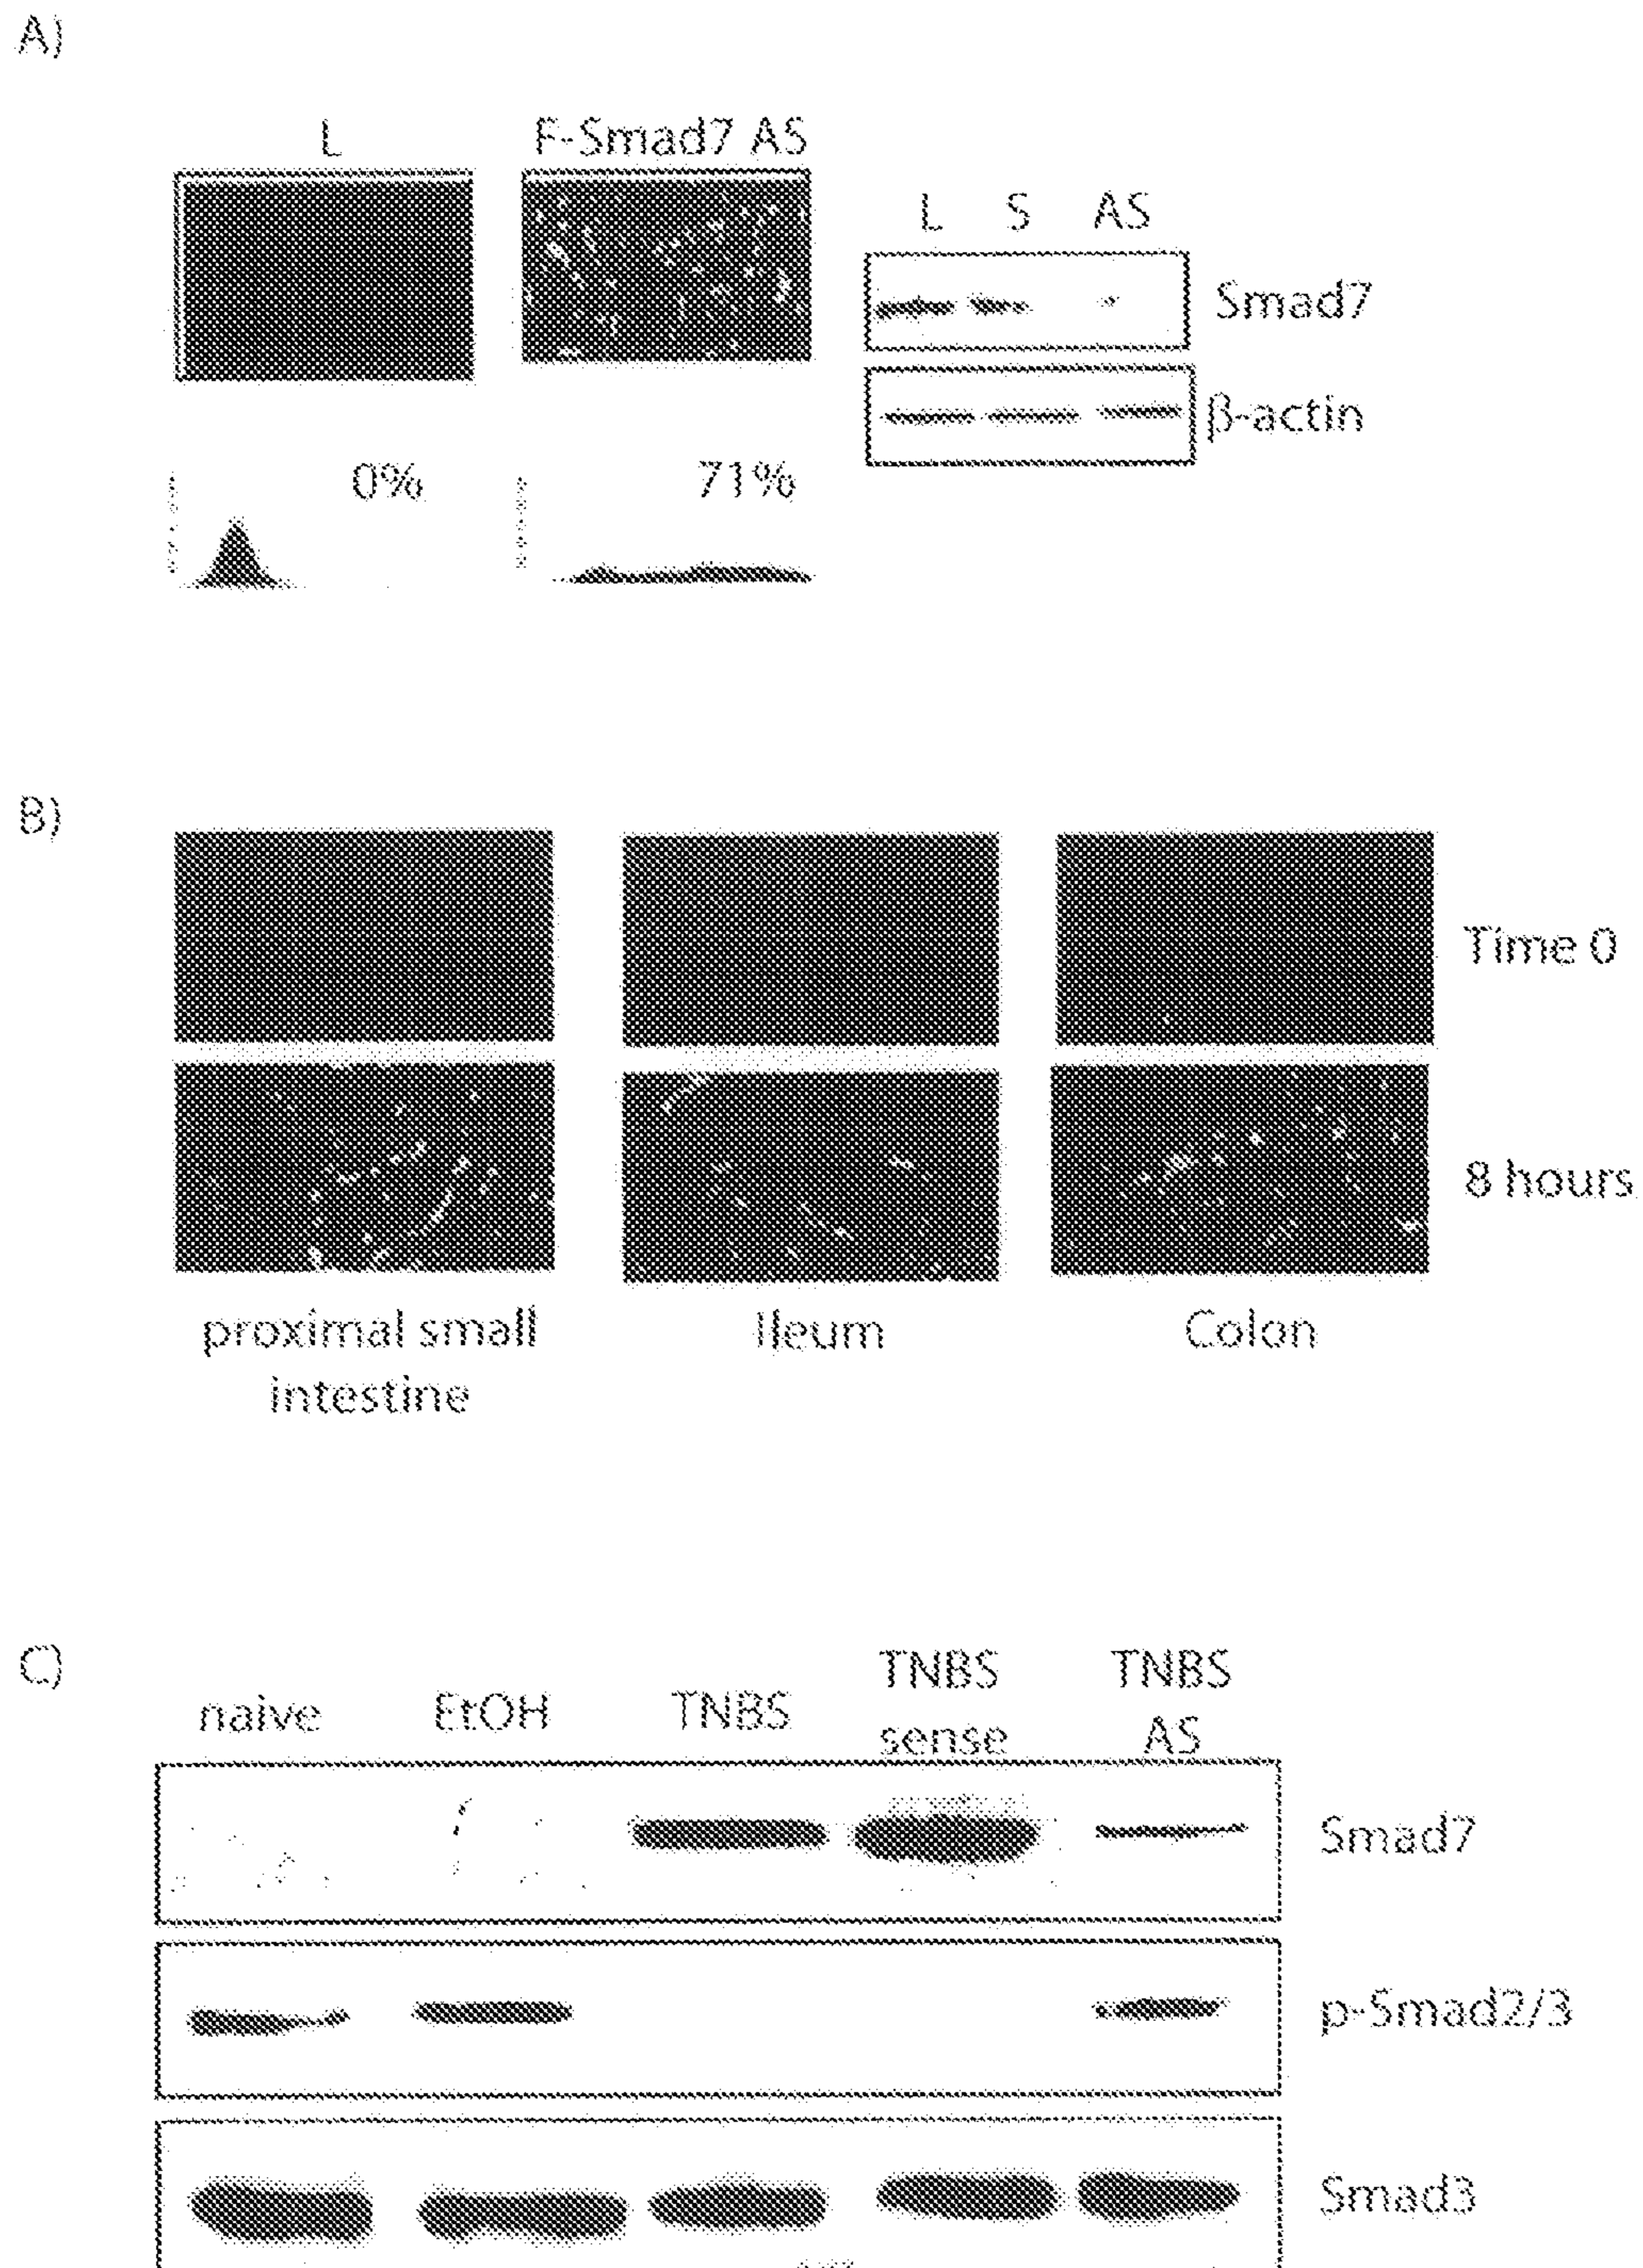 A)
L
F-Smad7 AS
L S AS
Smad7
β-actin
0%
71%
B)
Time 0
8 hours
proximal small
intestine
Ileum
Colon
C)
naive
EtOH
TNBS
TNBS
sense
TNBS
AS
Smad7
p-Smad2/3
Smad3